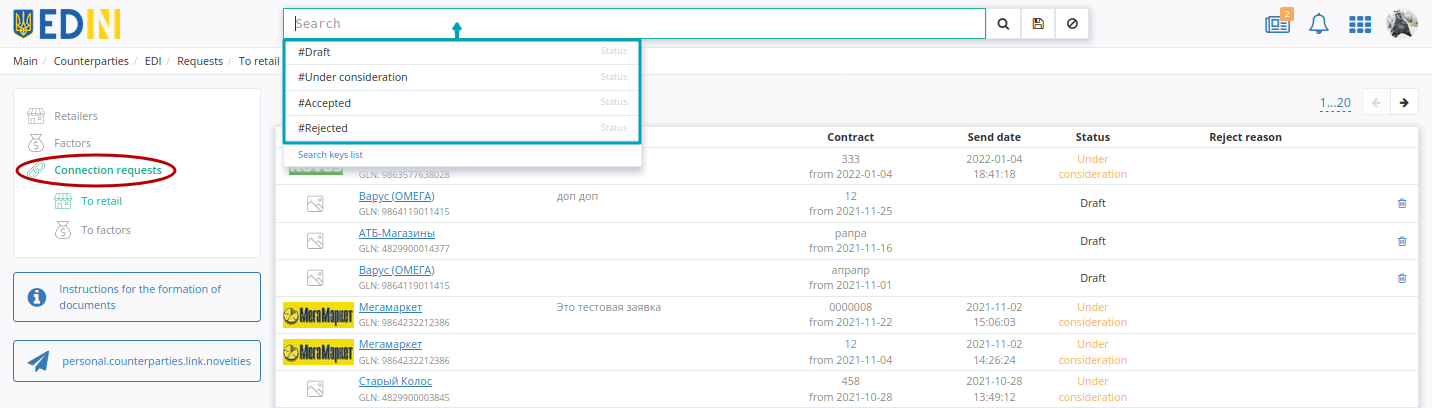 EDIN
Search
2
#Draft Status
#Under consideration Status
#Accepted Status
#Rejected Status
Search keys list
Main / Counterparties / EDI / Requests / To retail
Retailers
Factors
Connection requests
To retail
To factors
Instructions for the formation of
documents
personal.counterparties.link.novelties
1...20
Contract Send date Status Reject reason
GLN: 9863577638028
333
from 2022-01-04
2022-01-04
18:41:18
Under
consideration
Варус (ОМЕГА)
GLN: 9864119011415
доп доп
12
from 2021-11-25
Draft
АТБ-Магазины
GLN: 4829900014377
рапра
from 2021-11-16
Draft
Варус (ОМЕГА)
GLN: 9864119011415
апрапр
from 2021-11-01
Draft
МегаМаркет
Мегамаркет
GLN: 9864232212386
Это тестовая заявка
0000008
from 2021-11-22
2021-11-02
15:06:03
Under
consideration
МегаМаркет
Мегамаркет
GLN: 9864232212386
12
from 2021-11-04
2021-11-02
14:26:24
Under
consideration
Старый Колос
GLN: 4829900003845
458
from 2021-10-28
2021-10-28
13:49:12
Under
consideration